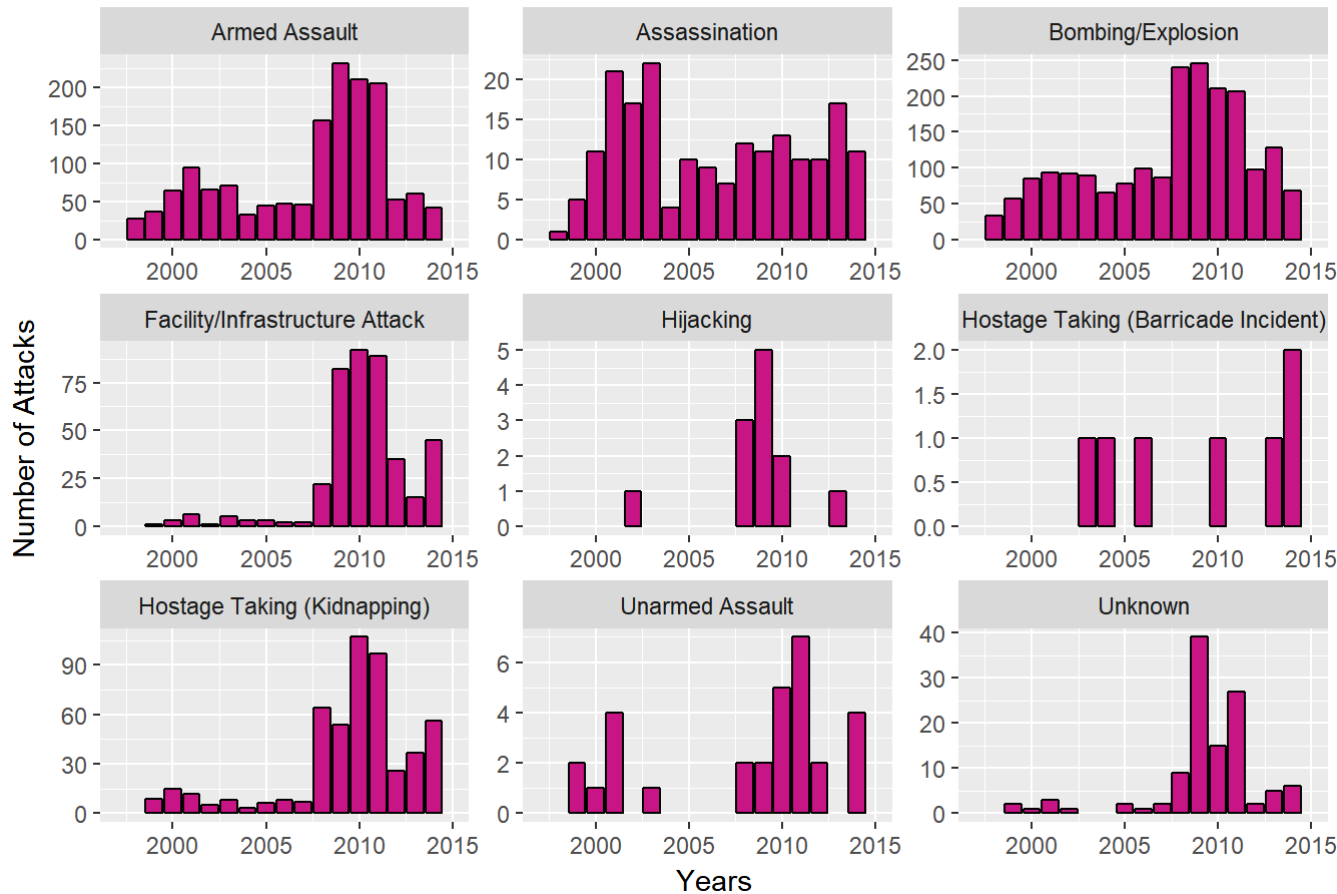 Armed Assault
Assassination
Bombing/Explosion
200
150
100
50
0
2000 2005 2010 2015
20
15
10
5
0
2000 2005 2010 2015
250
200
150
100
50
0
2000 2005 2010 2015
Number of Attacks
Facility/Infrastructure Attack
Hijacking
Hostage Taking (Barricade Incident)
75
50
25
0
2000 2005 2010 2015
5
4
3
2
1
0
2000 2005 2010 2015
2.0
1.5
1.0
0.5
0.0
2000 2005 2010 2015
Hostage Taking (Kidnapping)
Unarmed Assault
Unknown
90
60
30
0
2000 2005 2010 2015
6
4
2
0
2000 2005 2010 2015
40
30
20
10
0
2000 2005 2010 2015
Years